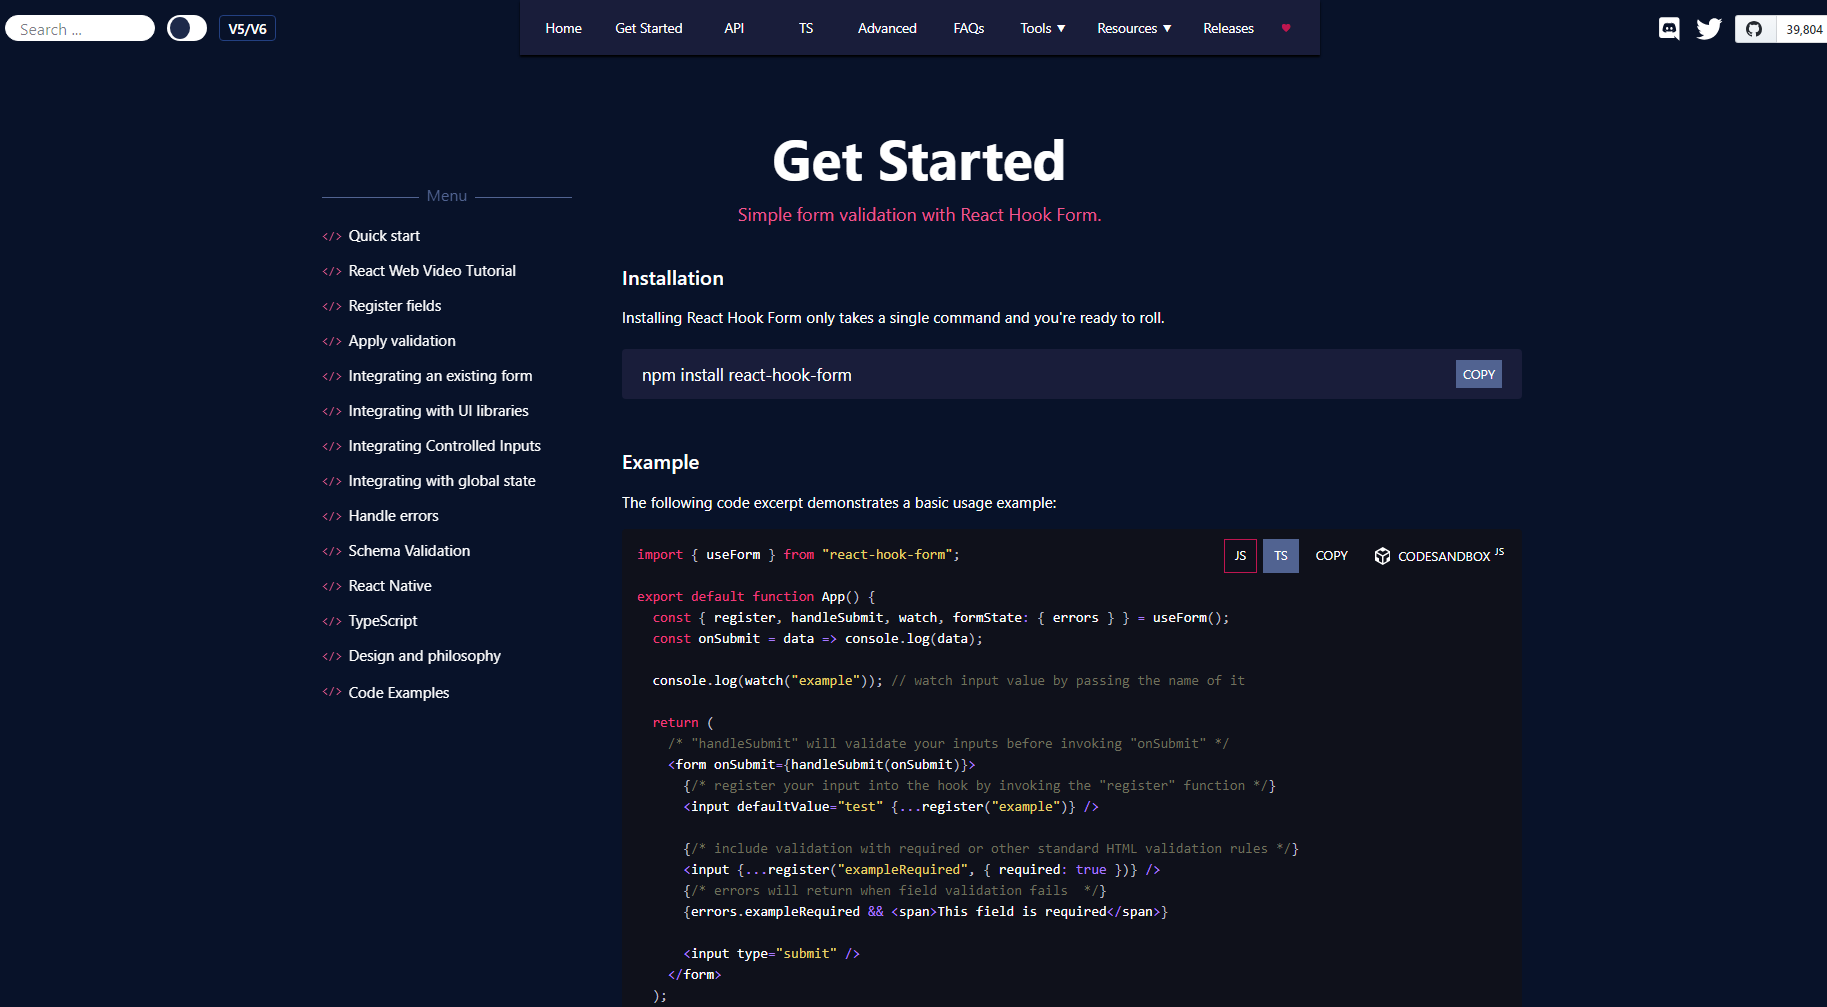 Search ...
V5/V6
Home Get Started API TS Advanced FAQs Tools ▼ Resources ▼ Releases
39,804
Get Started
Simple form validation with React Hook Form.
Menu
</> Quick start
</> React Web Video Tutorial
</> Register fields
</> Apply validation
</> Integrating an existing form
</> Integrating with UI libraries
</> Integrating Controlled Inputs
</> Integrating with global state
</> Handle errors
</> Schema Validation
</> React Native
</> TypeScript
</> Design and philosophy
</> Code Examples
Installation
Installing React Hook Form only takes a single command and you're ready to roll.
npm install react-hook-form
COPY
Example
The following code excerpt demonstrates a basic usage example:
JS TS COPY CODESANDBOX JS
import { useForm } from "react-hook-form";

export default function App() {
  const { register, handleSubmit, watch, formState: { errors } } = useForm();
  const onSubmit = data => console.log(data);

  console.log(watch("example")); // watch input value by passing the name of it

  return (
    /* "handleSubmit" will validate your inputs before invoking "onSubmit" */
    <form onSubmit={handleSubmit(onSubmit)}>
      {/* register your input into the hook by invoking the "register" function */}
      <input defaultValue="test" {...register("example")} />

      {/* include validation with required or other standard HTML validation rules */}
      <input {...register("exampleRequired", { required: true })} />
      {/* errors will return when field validation fails  */}
      {errors.exampleRequired && <span>This field is required</span>}

      <input type="submit" />
    </form>
  );